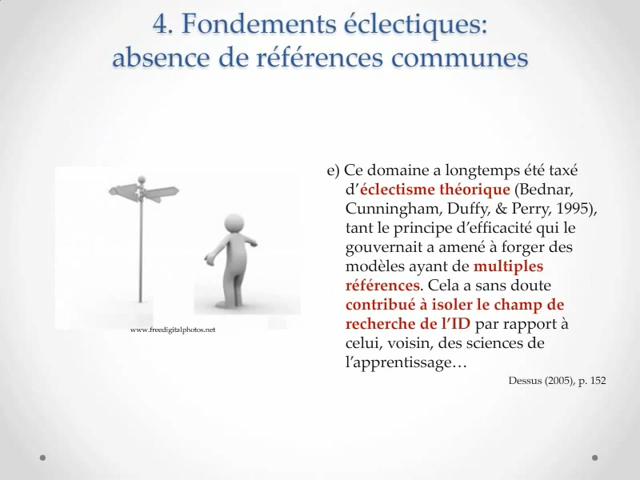 4. Fondements éclectiques:
absence de références communes
e) Ce domaine a longtemps été taxé
d’éclectisme théorique (Bednar,
Cunningham, Duffy, & Perry, 1995),
tant le principe d’efficacité qui le
gouvernait a amené à forger des
modèles ayant de multiples
références. Cela a sans doute
contribué à isoler le champ de
recherche de l’ID par rapport à
celui, voisin, des sciences de
l’apprentissage…
Dessus (2005), p. 152
www.freedigitalphotos.net